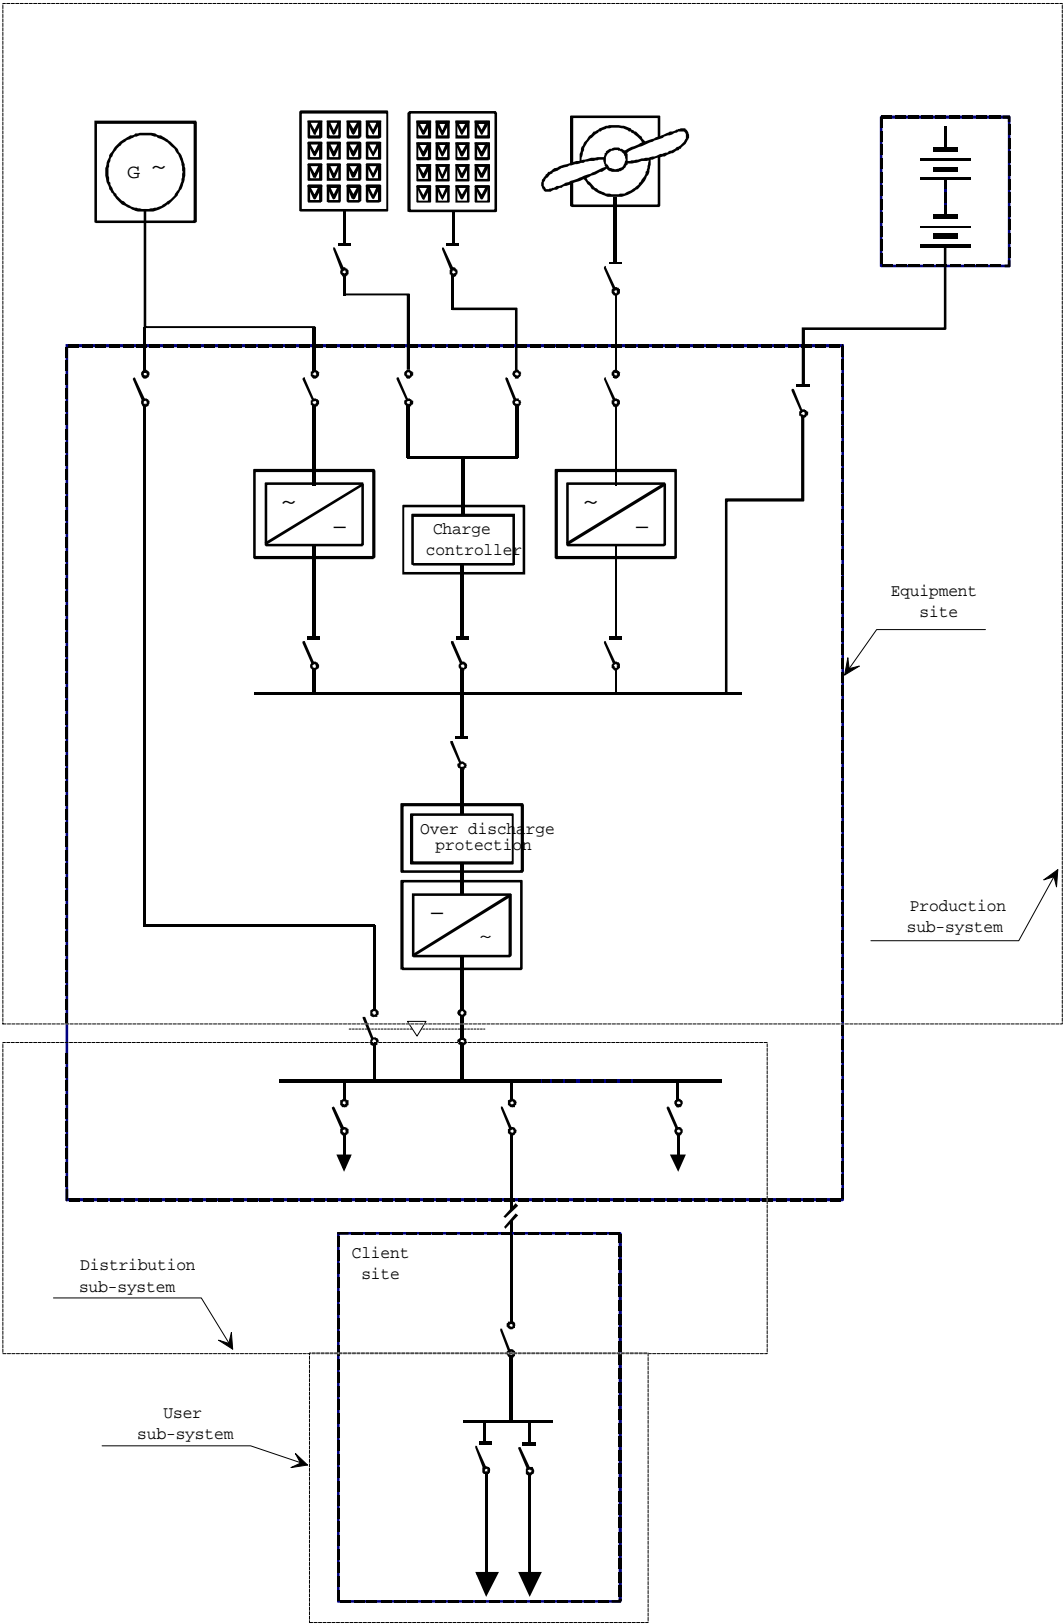 G ~
~
–
~
–
Charge
controller
Equipment
site
Over discharge
protection
–
~
Production
sub-system
Client
site
Distribution
sub-system
User
sub-system